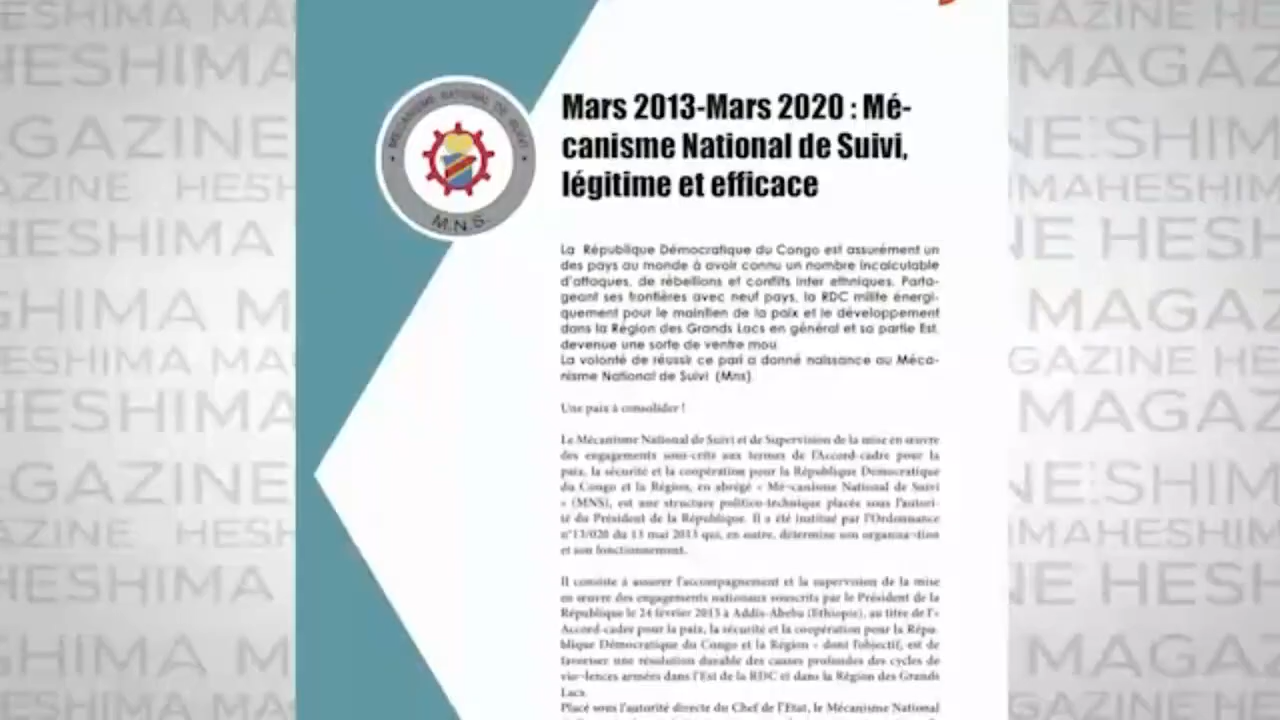 MÉCANISME NATIONAL DE SUIVI
M.N.S.
Mars 2013-Mars 2020 : Mé-
canisme National de Suivi,
légitime et efficace
La République Démocratique du Congo est assurément un
des pays au monde à avoir connu un nombre incalculable
d'attaques, de rébellions et conflits inter ethniques. Parta-
geant ses frontières avec neuf pays, la RDC milite énergi-
quement pour le maintien de la paix et le développement
dans la Région des Grands Lacs en général et sa partie Est,
devenue une sorte de ventre mou.
La volonté de réussir ce pari a donné naissance au Méca-
nisme National de Suivi (Mns).
Une paix à consolider !
Le Mécanisme National de Suivi et de Supervision de la mise en œuvre
des engagements sous-crits aux termes de l'Accord-cadre pour la
paix, la sécurité et la coopération pour la République Démocratique
du Congo et la Région, en abrégé « Mé-canisme National de Suivi
» (MNS), est une structure politico-technique placée sous l'autori-
té du Président de la République. Il a été institué par l'Ordonnance
n°13/020 du 13 mai 2013 qui, en outre, détermine son organisa-tion
et son fonctionnement.
Il consiste à assurer l'accompagnement et la supervision de la mise
en œuvre des engagements nationaux souscrits par le Président de la
République le 24 février 2013 à Addis-Abeba (Ethiopie), au titre de l'«
Accord-cadre pour la paix, la sécurité et la coopération pour la Répu-
blique Démocratique du Congo et la Région » dont l'objectif, est de
favoriser une résolution durable des causes profondes des cycles de
vio-lences armées dans l'Est de la RDC et dans la Région des Grands
Lacs.
Placé sous l'autorité directe du Chef de l'Etat, le Mécanisme National